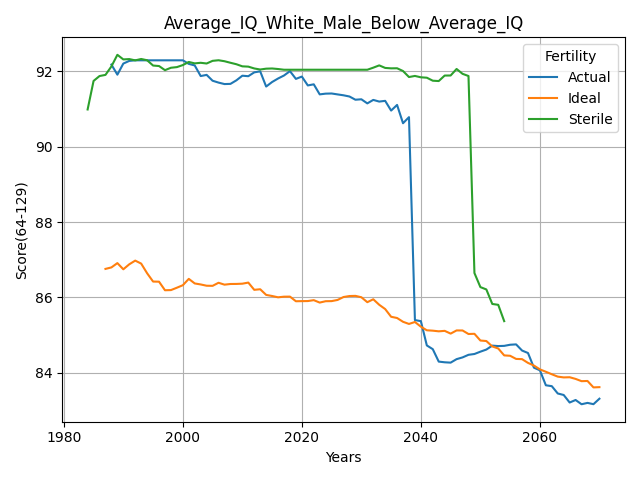 Average_IQ_White_Male_Below_Average_IQ
Score(64-129)
92
90
88
86
84
1980
2000
2020
2040
2060
Years
Fertility
Actual
Ideal
Sterile